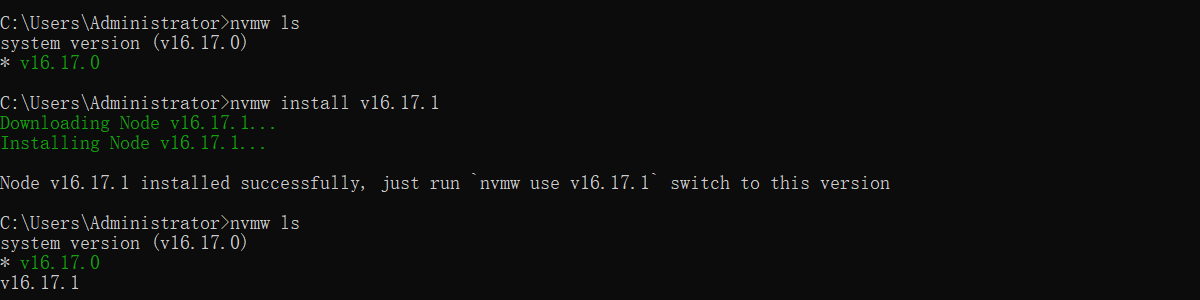 C:\Users\Administrator>nvmw ls
system version (v16.17.0)
* v16.17.0
C:\Users\Administrator>nvmw install v16.17.1
Downloading Node v16.17.1...
Installing Node v16.17.1...
Node v16.17.1 installed successfully, just run `nvmw use v16.17.1` switch to this version
C:\Users\Administrator>nvmw ls
system version (v16.17.0)
* v16.17.0
v16.17.1